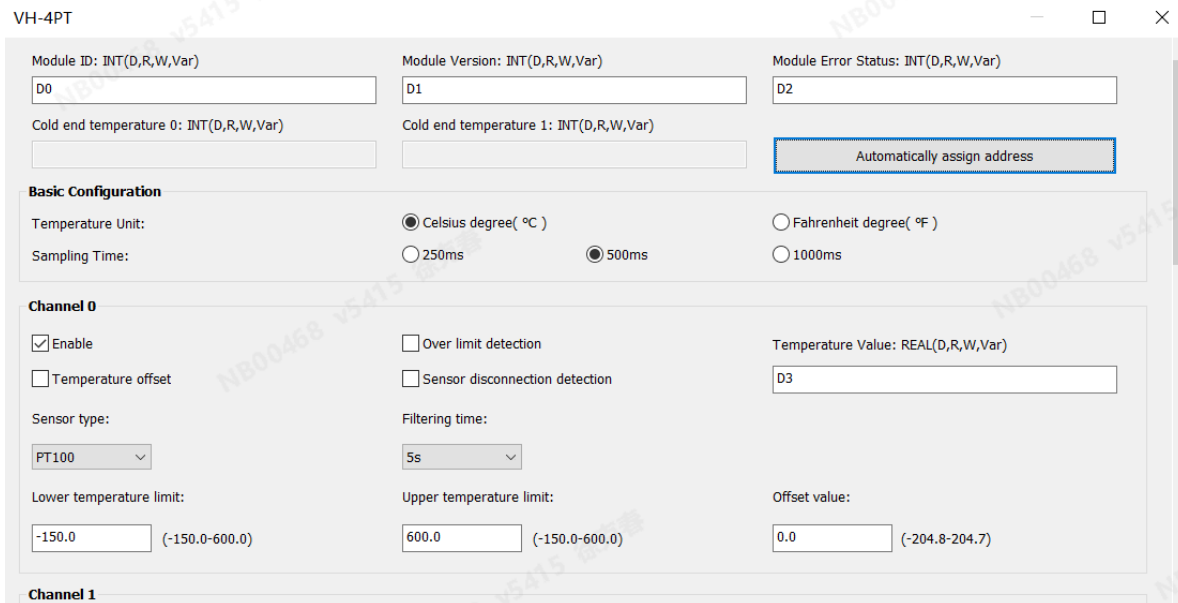 VH-4PT
Module ID: INT(D,R,W,Var) Module Version: INT(D,R,W,Var) Module Error Status: INT(D,R,W,Var)
D0 D1 D2
Cold end temperature 0: INT(D,R,W,Var) Cold end temperature 1: INT(D,R,W,Var)
Automatically assign address
Basic Configuration
Temperature Unit: Celsius degree( ºC ) Fahrenheit degree( ºF )
Sampling Time: 250ms 500ms 1000ms
Channel 0
Enable Over limit detection Temperature Value: REAL(D,R,W,Var)
Temperature offset Sensor disconnection detection D3
Sensor type: Filtering time:
PT100 5s
Lower temperature limit: Upper temperature limit: Offset value:
-150.0 (-150.0-600.0) 600.0 (-150.0-600.0) 0.0 (-204.8-204.7)
Channel 1
NB00468 v5415